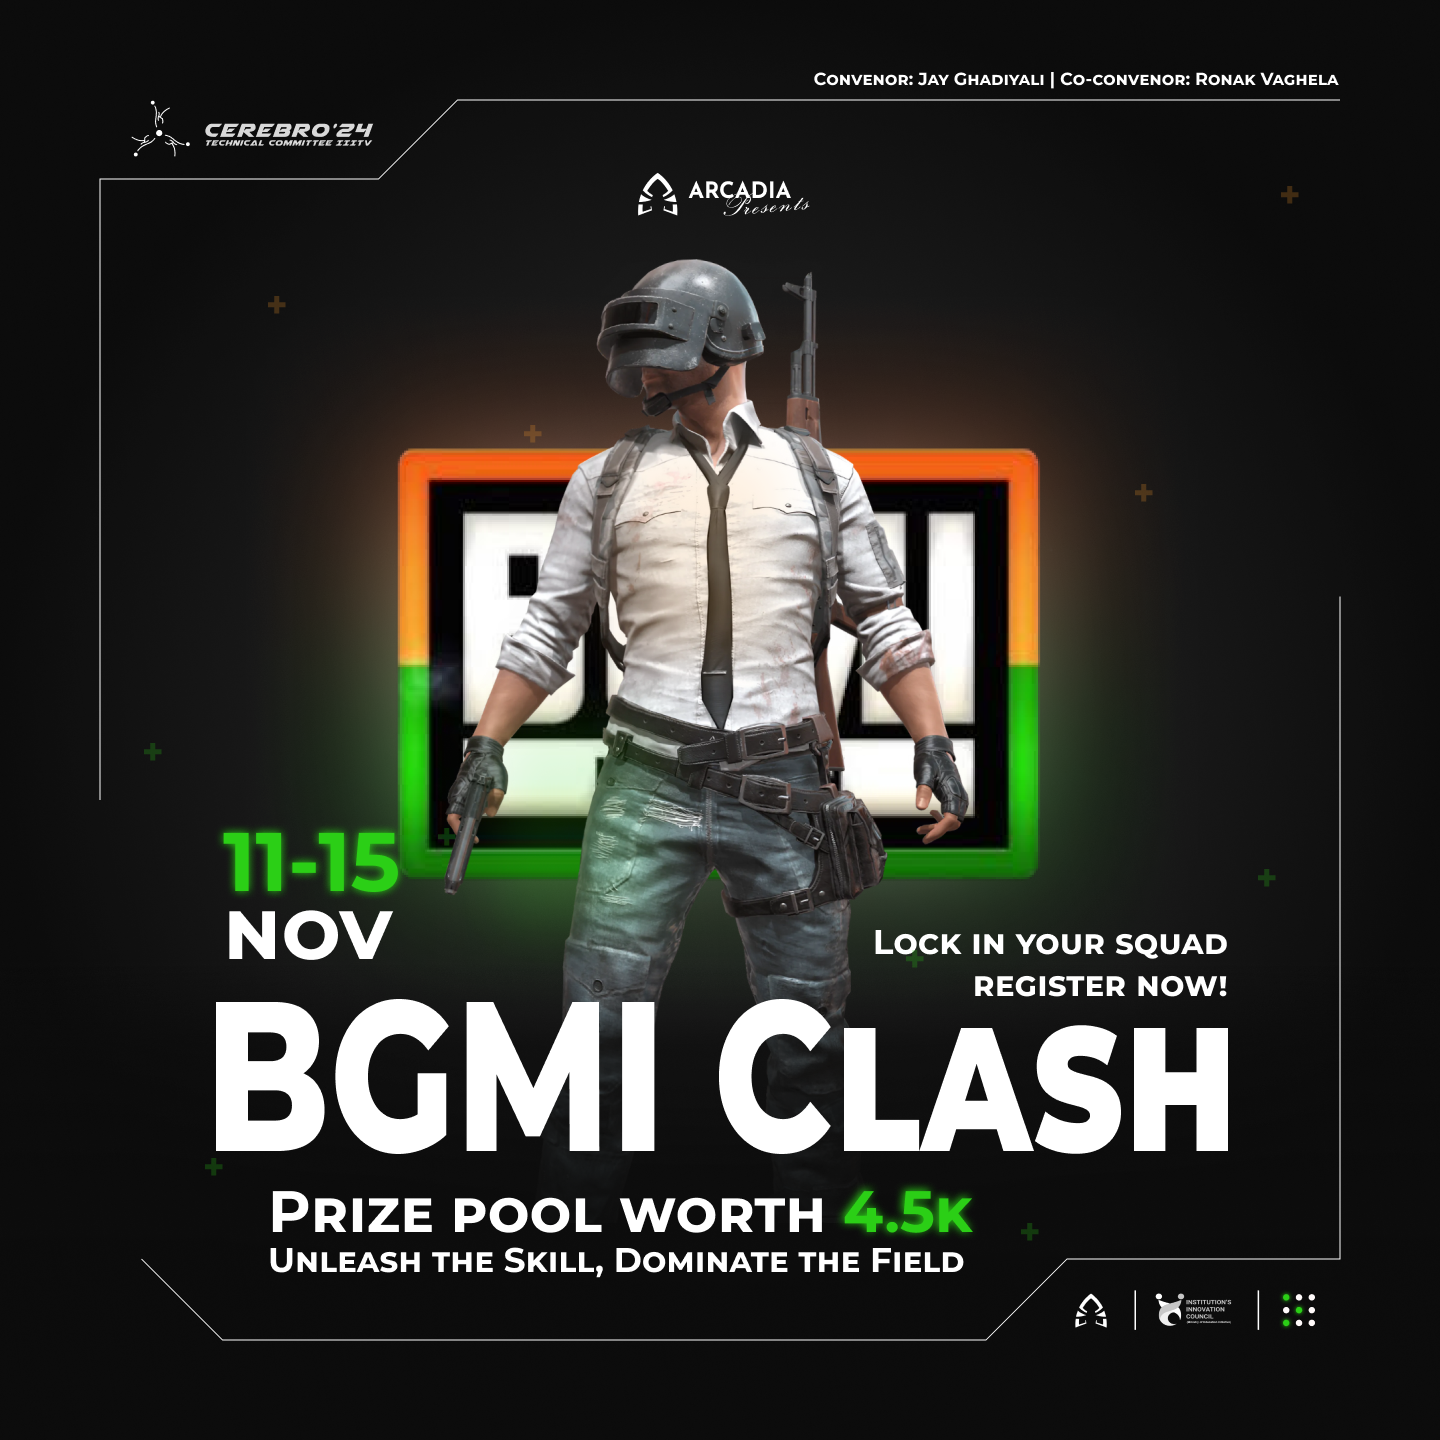 Convenor: Jay Ghadiyali | Co-convenor: Ronak Vaghela
CEREBRO'24
TECHNICAL COMMITTEE IIITV
ARCADIA
Presents
11-15
NOV
Lock in your squad
register now!
BGMI Clash
Prize pool worth 4.5k
Unleash the Skill, Dominate the Field
INSTITUTION'S
INNOVATION
COUNCIL